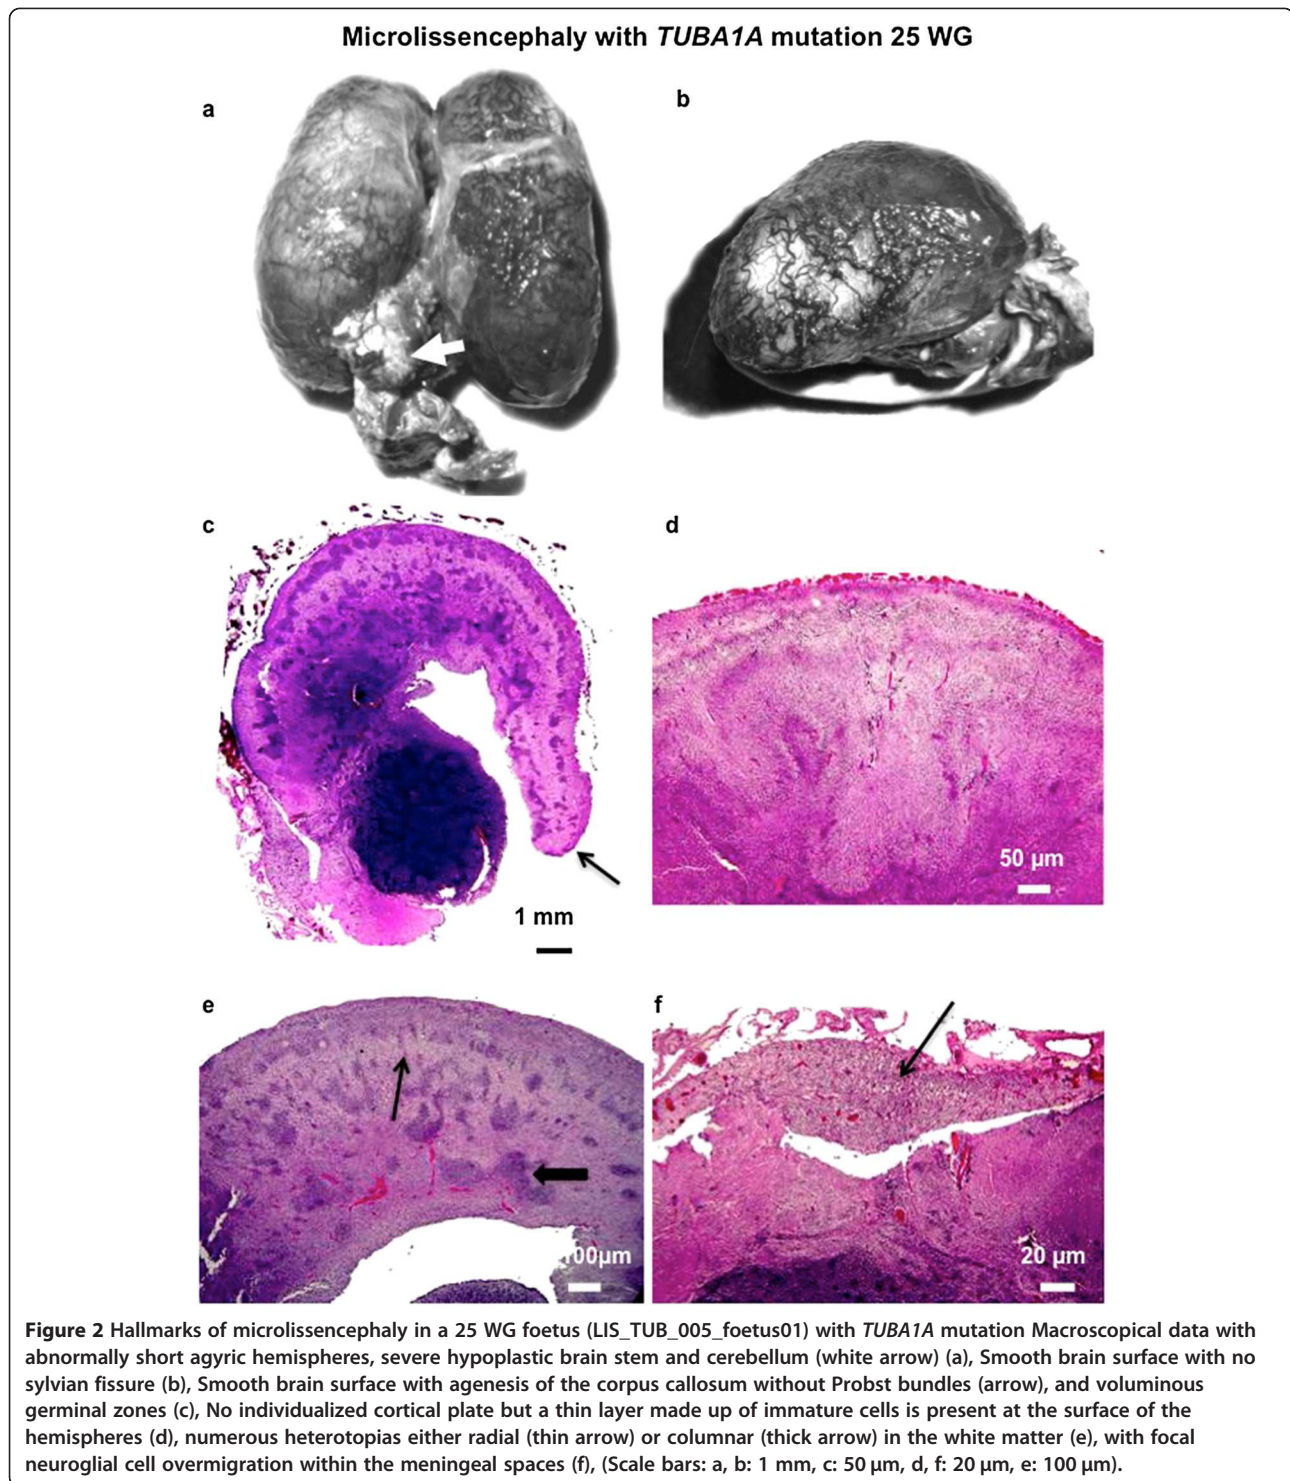 Microlissencephaly with TUBA1A mutation 25 WG
a
b
c
d
50 µm
1 mm
e
f
100µm
20 µm
Figure 2 Hallmarks of microlissencephaly in a 25 WG foetus (LIS_TUB_005_foetus01) with TUBA1A mutation Macroscopical data with
abnormally short agyric hemispheres, severe hypoplastic brain stem and cerebellum (white arrow) (a), Smooth brain surface with no
sylvian fissure (b), Smooth brain surface with agenesis of the corpus callosum without Probst bundles (arrow), and voluminous
germinal zones (c), No individualized cortical plate but a thin layer made up of immature cells is present at the surface of the
hemispheres (d), numerous heterotopias either radial (thin arrow) or columnar (thick arrow) in the white matter (e), with focal
neuroglial cell overmigration within the meningeal spaces (f), (Scale bars: a, b: 1 mm, c: 50 µm, d, f: 20 µm, e: 100 µm).